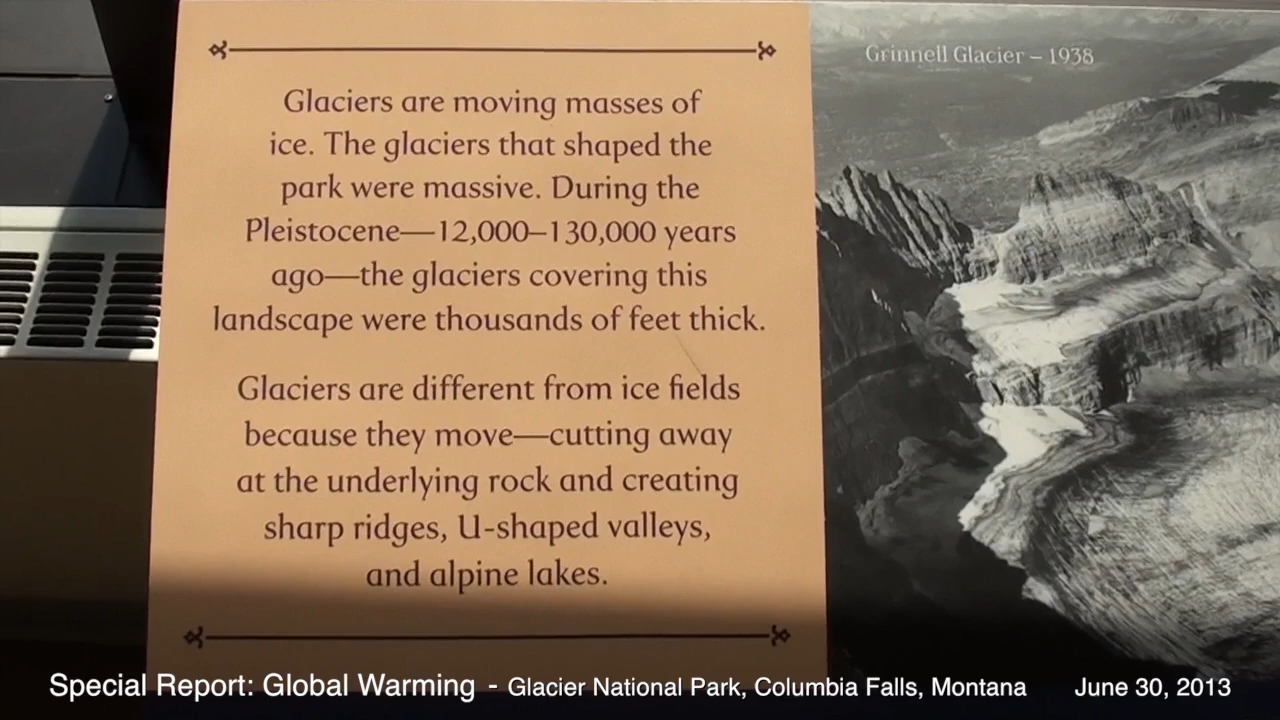 Glaciers are moving masses of
ice. The glaciers that shaped the
park were massive. During the
Pleistocene—12,000–130,000 years
ago—the glaciers covering this
landscape were thousands of feet thick.
Glaciers are different from ice fields
because they move—cutting away
at the underlying rock and creating
sharp ridges, U-shaped valleys,
and alpine lakes.
Grinnell Glacier – 1938
Special Report: Global Warming - Glacier National Park, Columbia Falls, Montana June 30, 2013